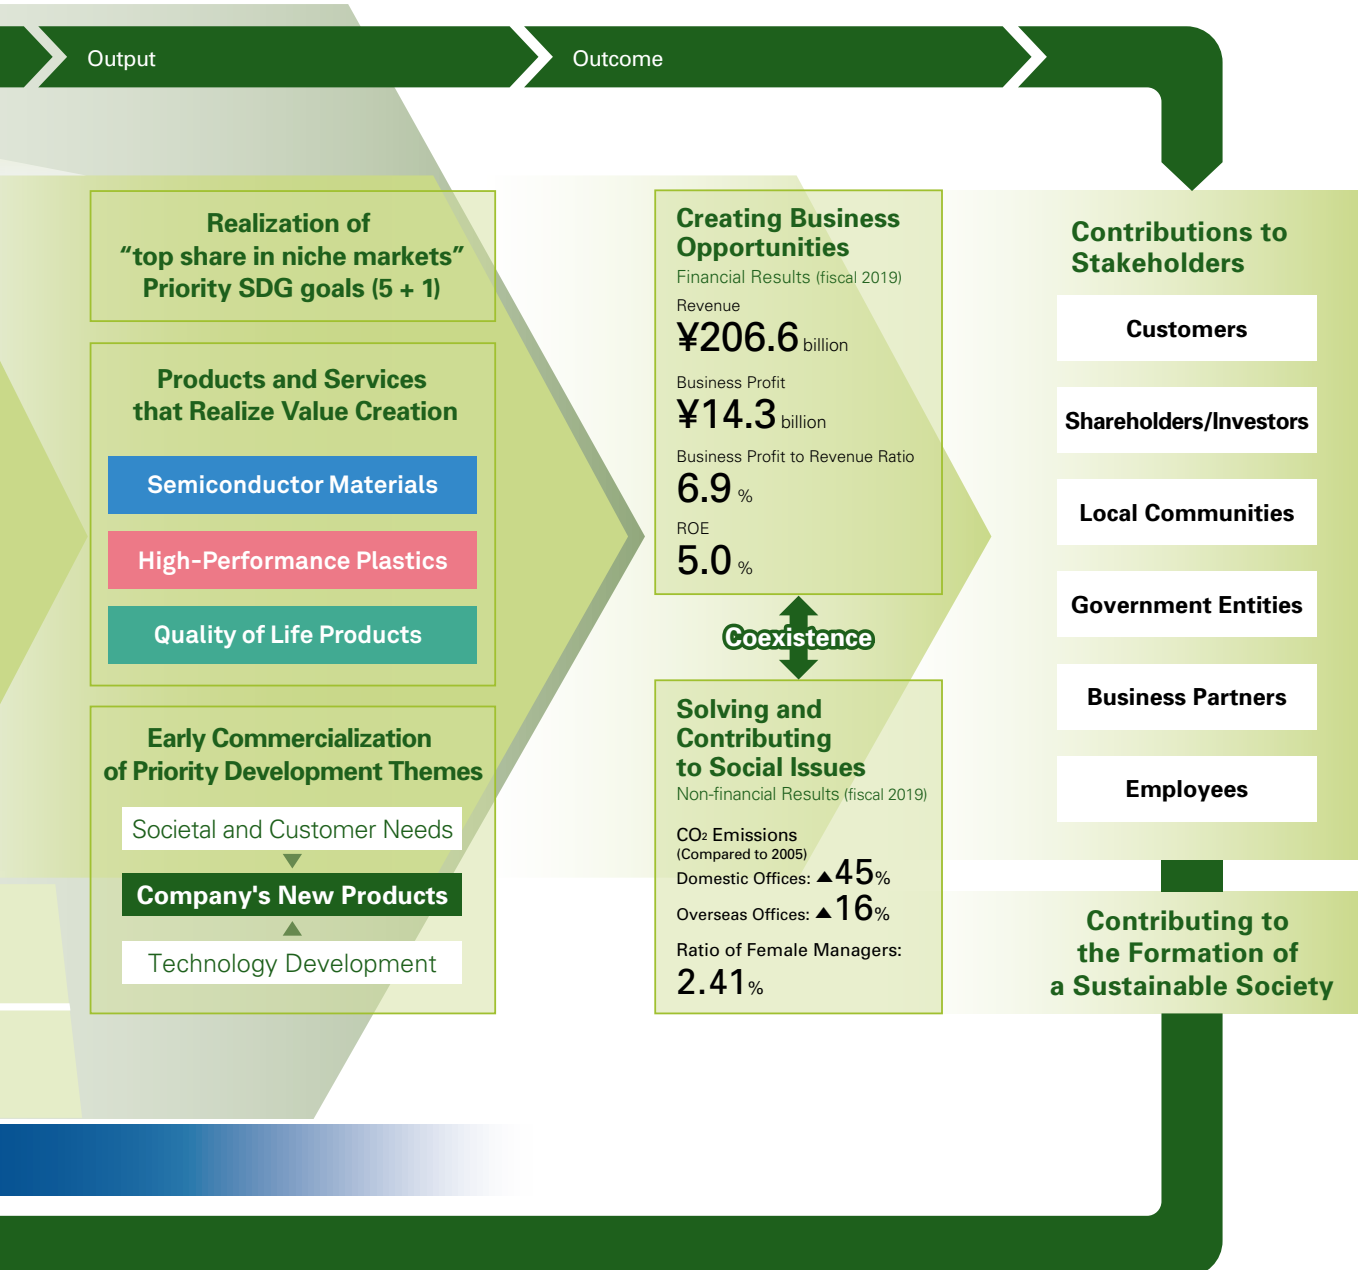 Output
Outcome
Realization of
“top share in niche markets”
Priority SDG goals (5 + 1)
Products and Services
that Realize Value Creation
Semiconductor Materials
High-Performance Plastics
Quality of Life Products
Early Commercialization
of Priority Development Themes
Societal and Customer Needs
Company's New Products
Technology Development
Creating Business
Opportunities
Financial Results (fiscal 2019)
Revenue
¥206.6 billion
Business Profit
¥14.3 billion
Business Profit to Revenue Ratio
6.9 %
ROE
5.0 %
Coexistence
Solving and
Contributing
to Social Issues
Non-financial Results (fiscal 2019)
CO₂ Emissions
(Compared to 2005)
Domestic Offices: ▲45%
Overseas Offices: ▲16%
Ratio of Female Managers:
2.41%
Contributions to
Stakeholders
Customers
Shareholders/Investors
Local Communities
Government Entities
Business Partners
Employees
Contributing to
the Formation of
a Sustainable Society